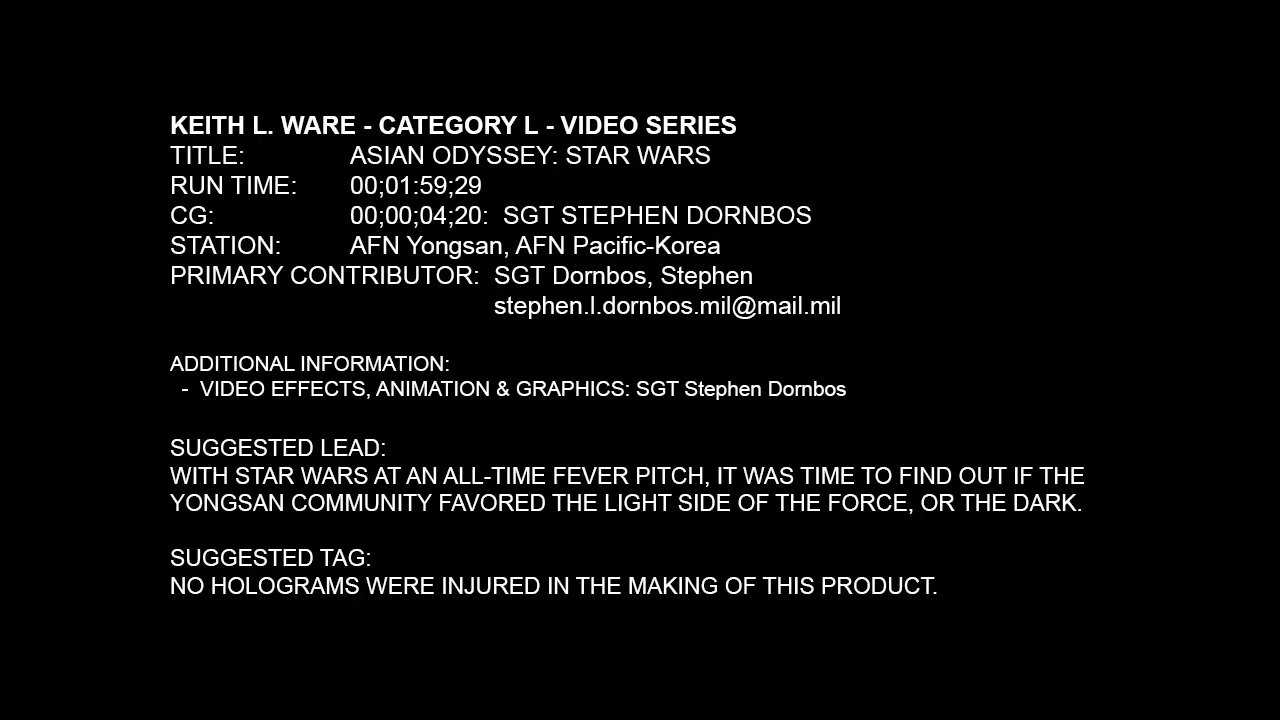 KEITH L. WARE - CATEGORY L - VIDEO SERIES
TITLE: ASIAN ODYSSEY: STAR WARS
RUN TIME: 00;01:59;29
CG: 00;00;04;20: SGT STEPHEN DORNBOS
STATION: AFN Yongsan, AFN Pacific-Korea
PRIMARY CONTRIBUTOR: SGT Dornbos, Stephen
stephen.l.dornbos.mil@mail.mil
ADDITIONAL INFORMATION:
- VIDEO EFFECTS, ANIMATION & GRAPHICS: SGT Stephen Dornbos
SUGGESTED LEAD:
WITH STAR WARS AT AN ALL-TIME FEVER PITCH, IT WAS TIME TO FIND OUT IF THE
YONGSAN COMMUNITY FAVORED THE LIGHT SIDE OF THE FORCE, OR THE DARK.
SUGGESTED TAG:
NO HOLOGRAMS WERE INJURED IN THE MAKING OF THIS PRODUCT.